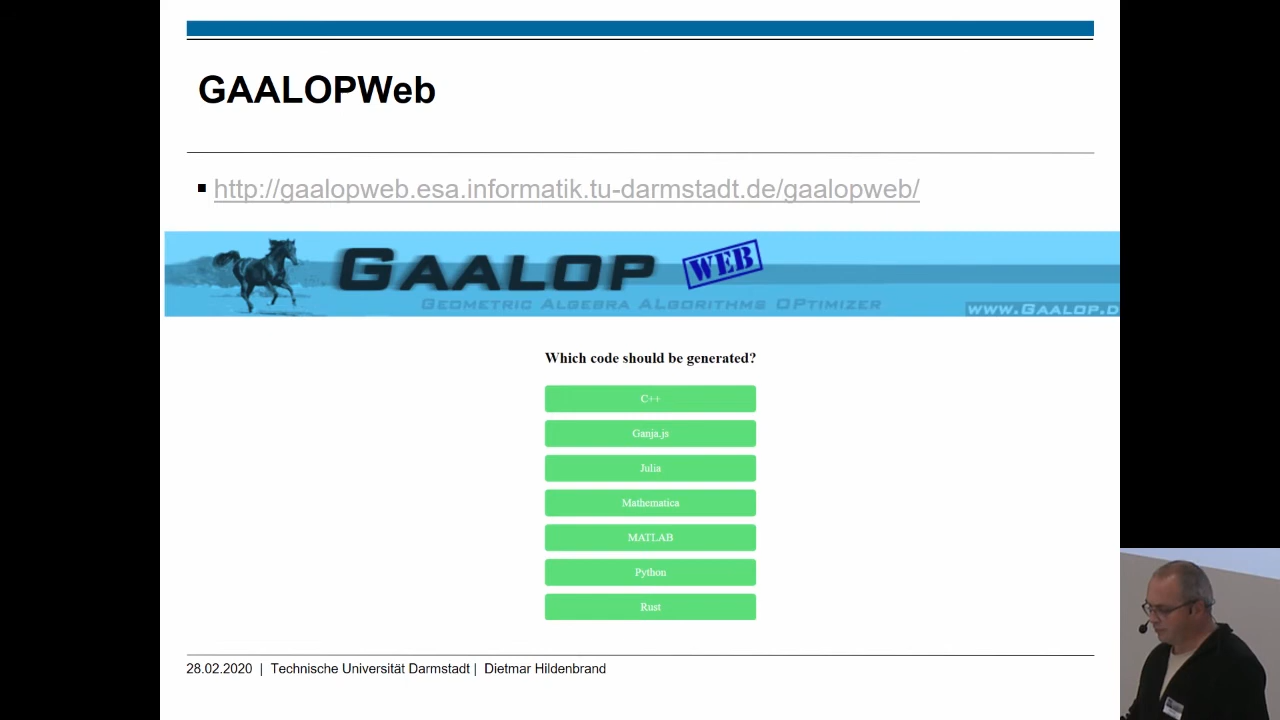 GAALOPWeb
http://gaalopweb.esa.informatik.tu-darmstadt.de/gaalopweb/
GAALOP WEB
GEOMETRIC ALGEBRA ALGORITHMS OPTIMIZER
WWW.GAALOP.D
Which code should be generated?
C++
Ganja.js
Julia
Mathematica
MATLAB
Python
Rust
28.02.2020 | Technische Universität Darmstadt | Dietmar Hildenbrand